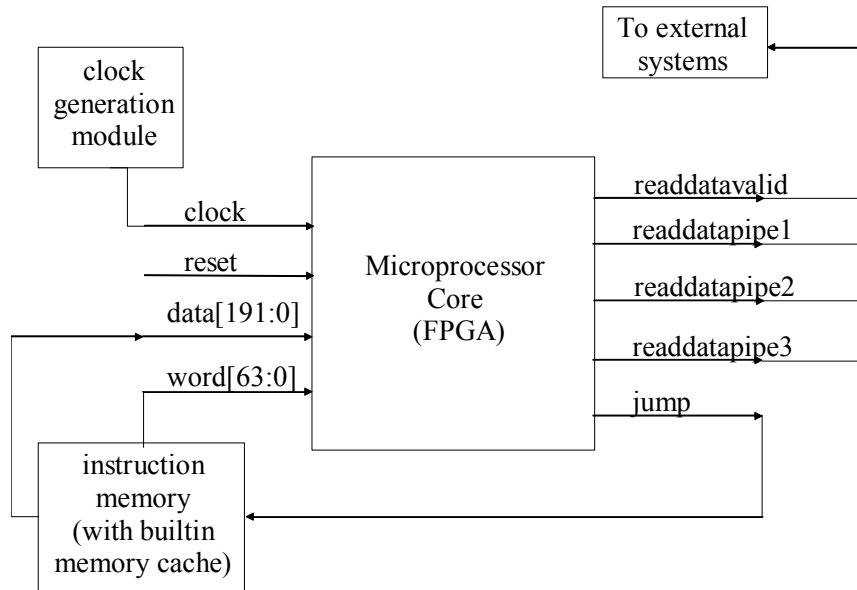 To external
systems
clock
generation
module
clock
reset
data[191:0]
word[63:0]
Microprocessor
Core
(FPGA)
readdatavalid
readdatapipe1
readdatapipe2
readdatapipe3
jump
instruction
memory
(with builtin
memory cache)